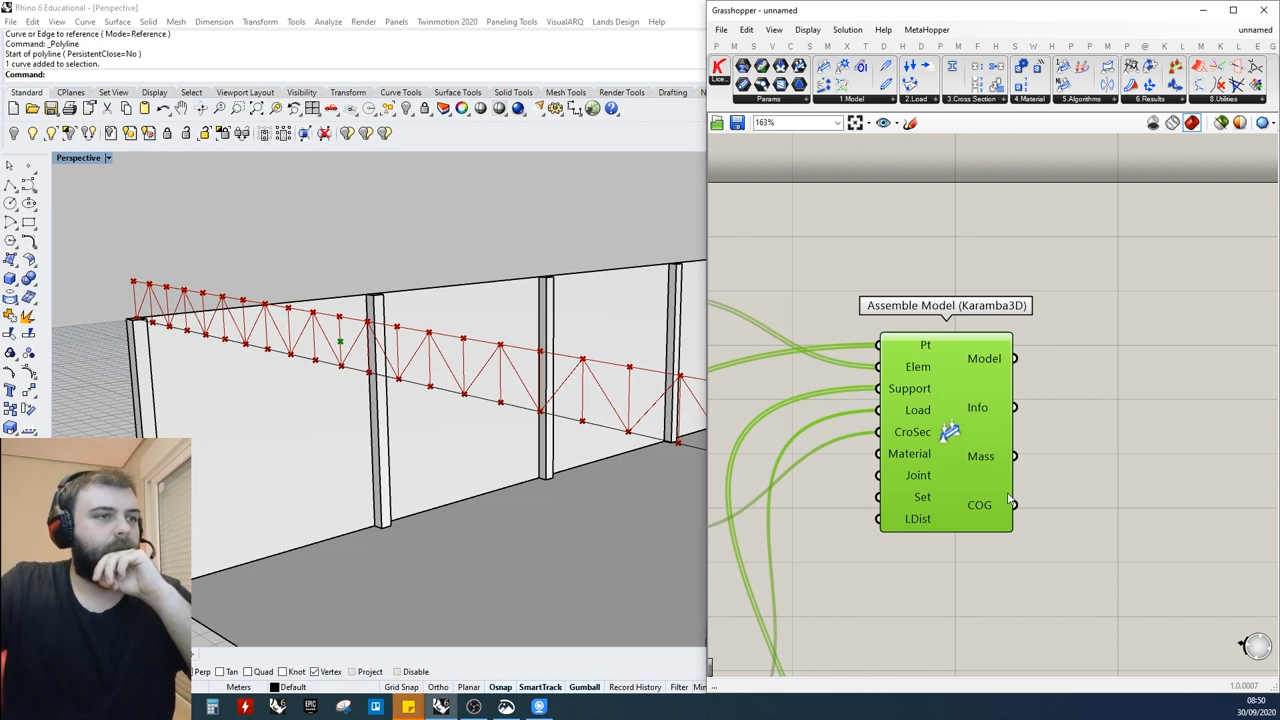 Rhino 6 Educational - [Perspective]
File Edit View Curve Surface Solid Mesh Dimension Transform Tools Analyze Render Panels Twinmotion 2020 Paneling Tools VisualARQ Lands Design Help
Curve or Edge to reference ( Mode=Reference )
Command: _Polyline
Start of polyline ( PersistentClose=No )
1 curve added to selection.
Command:
Standard CPlanes Set View Display Select Viewport Layout Visibility Transform Curve Tools Surface Tools Solid Tools Mesh Tools Render Tools Drafting
Perspective
Perp Tan Quad Knot Vertex Project Disable
Meters Default Grid Snap Ortho Planar Osnap SmartTrack Gumball Record History Filter
Grasshopper - unnamed
File Edit View Display Solution Help MetaHopper unnamed
P M S I V C S M I X T D D K L M W P A M F H S W H P P @ M Z L S E G
Lice...
Params 1.Model 2.Load 3.Cross Section 4.Material 5.Algorithms 6.Results 8.Utilities
163%
Assemble Model (Karamba3D)
Pt
Elem
Support
Load
CroSec
Material
Joint
Set
LDist
Model
Info
Mass
COG
...
1.0.0007
08:50
30/09/2020